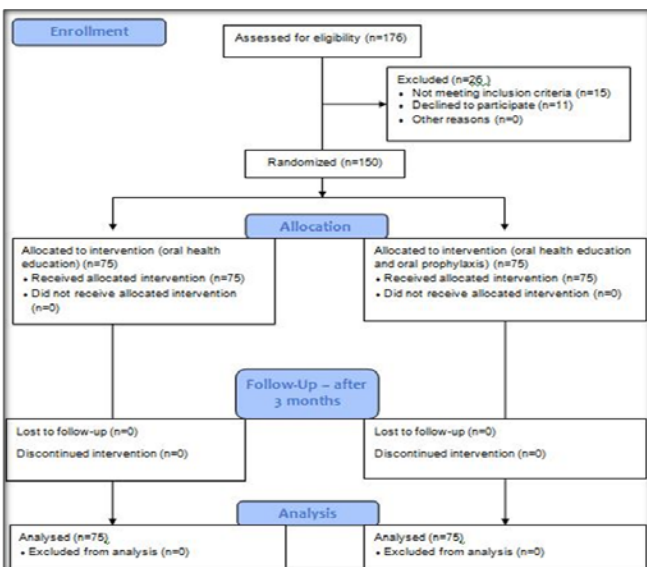 Enrollment
Assessed for eligibility (n=176)
Excluded (n=26 )
• Not meeting inclusion criteria (n=15)
• Declined to participate (n=11)
• Other reasons (n=0)
Randomized (n=150)
Allocation
Allocated to intervention (oral health
education) (n=75)
• Received allocated intervention (n=75)
• Did not receive allocated intervention
(n=0)
Allocated to intervention (oral health education
and oral prophylaxis) (n=75)
• Received allocated intervention (n=75)
• Did not receive allocated intervention (n=0)
Follow-Up – after
3 months
Lost to follow-up (n=0)
Discontinued intervention (n=0)
Lost to follow-up (n=0)
Discontinued intervention (n=0)
Analysis
Analysed (n=75)
• Excluded from analysis (n=0)
Analysed (n=75)
• Excluded from analysis (n=0)